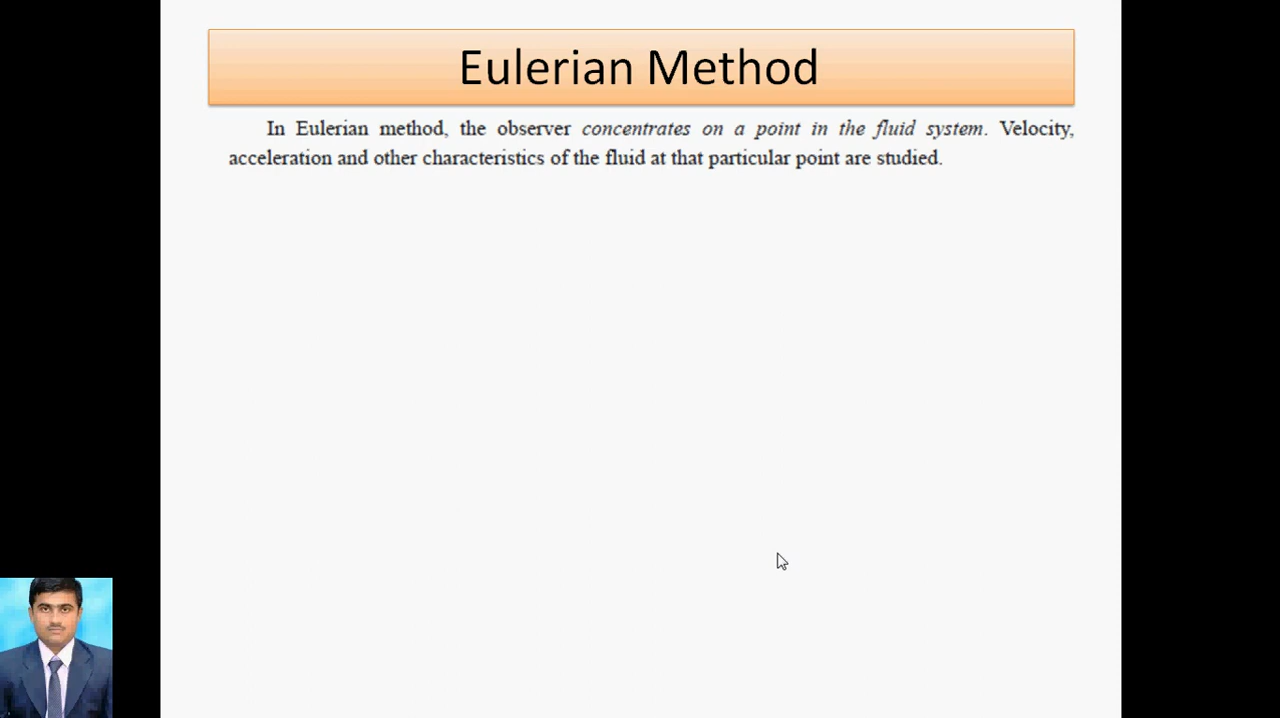 Eulerian Method
In Eulerian method, the observer concentrates on a point in the fluid system. Velocity,
acceleration and other characteristics of the fluid at that particular point are studied.